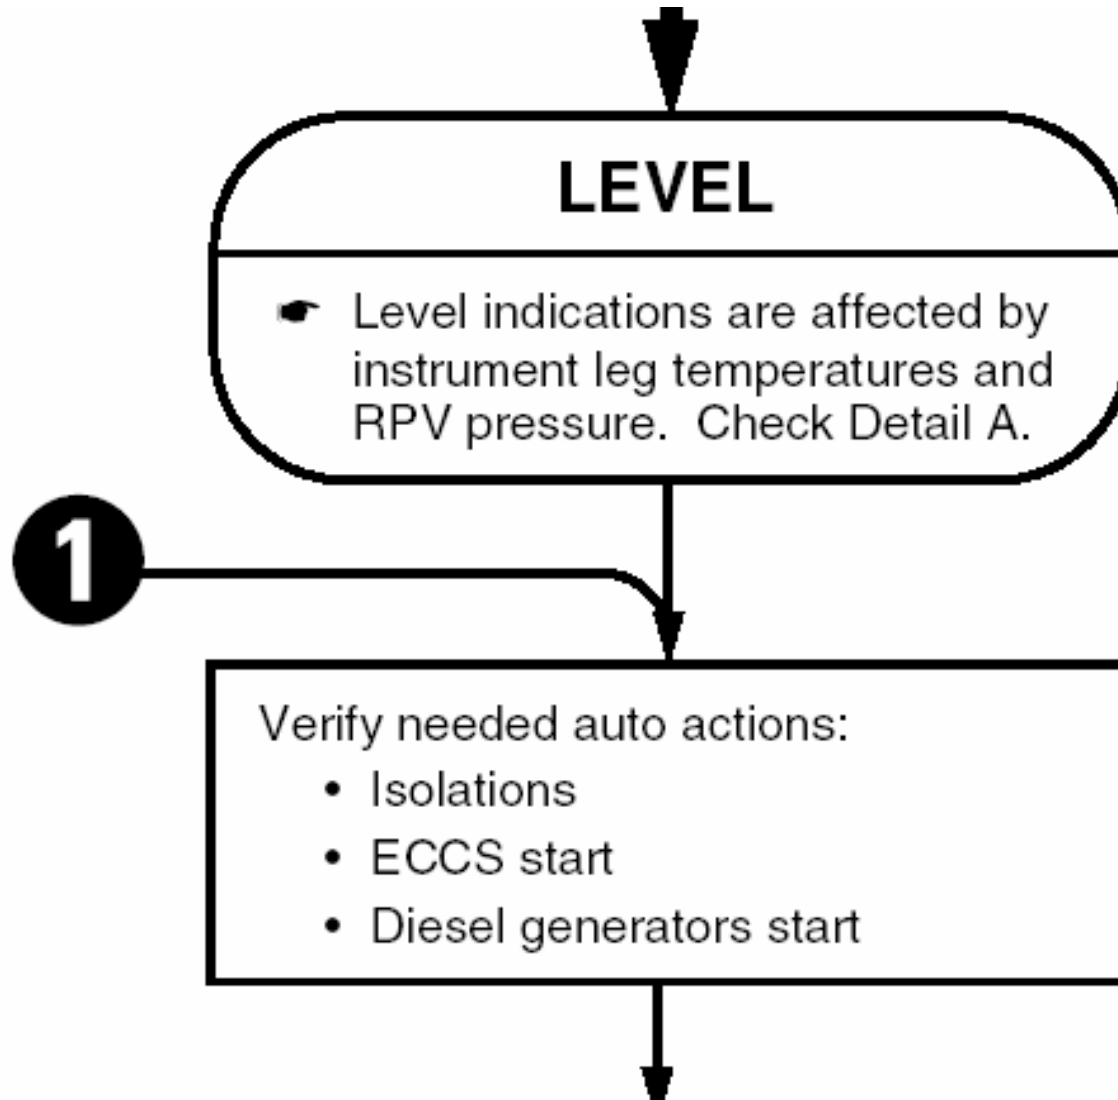 LEVEL
☛ Level indications are affected by
instrument leg temperatures and
RPV pressure.  Check Detail A.
1
Verify needed auto actions:
• Isolations
• ECCS start
• Diesel generators start